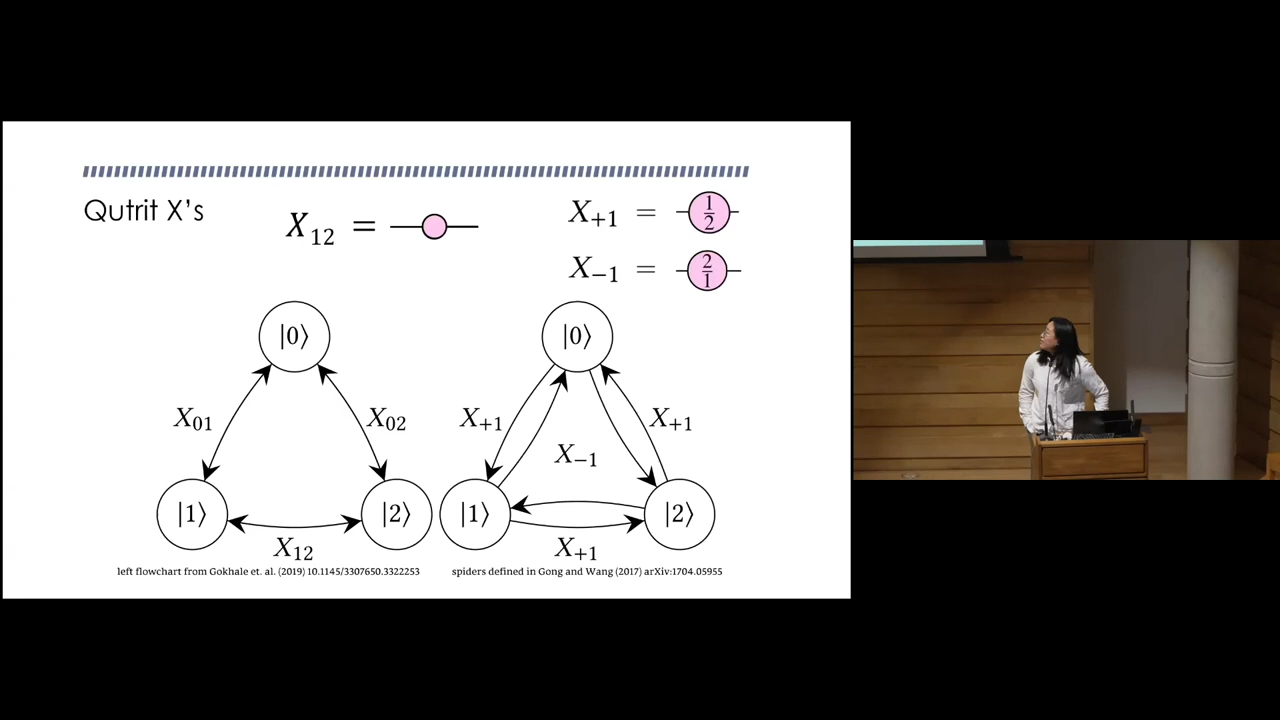 Qutrit X's
X₁₂ =
X₊₁ = 1/2
X₋₁ = 2/1
|0⟩
|0⟩
X₀₁
X₀₂
X₊₁
X₊₁
X₋₁
|1⟩
|2⟩
|1⟩
|2⟩
X₁₂
X₊₁
left flowchart from Gokhale et. al. (2019) 10.1145/3307650.3322253
spiders defined in Gong and Wang (2017) arXiv:1704.05955